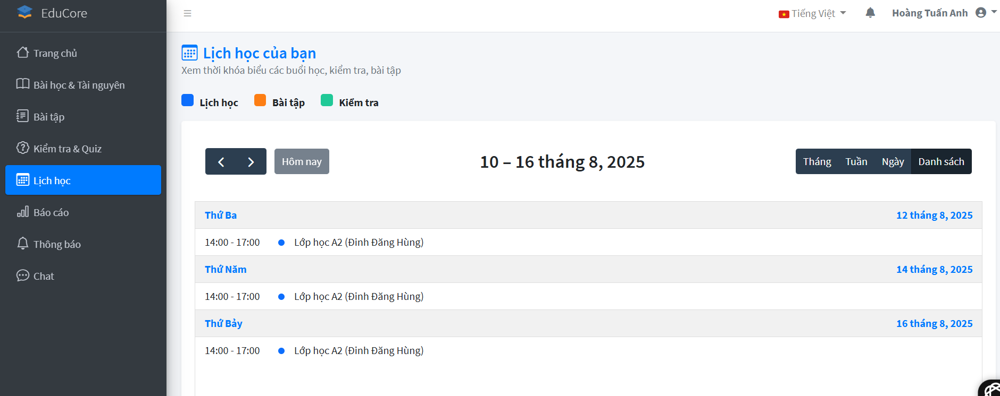 EduCore
Tiếng Việt
Hoàng Tuấn Anh
Trang chủ
Bài học & Tài nguyên
Bài tập
Kiểm tra & Quiz
Lịch học
Báo cáo
Thông báo
Chat
Lịch học của bạn
Xem thời khóa biểu các buổi học, kiểm tra, bài tập
Lịch học Bài tập Kiểm tra
Hôm nay
10 – 16 tháng 8, 2025
Tháng Tuần Ngày Danh sách
Thứ Ba 12 tháng 8, 2025
14:00 - 17:00 Lớp học A2 (Đinh Đăng Hùng)
Thứ Năm 14 tháng 8, 2025
14:00 - 17:00 Lớp học A2 (Đinh Đăng Hùng)
Thứ Bảy 16 tháng 8, 2025
14:00 - 17:00 Lớp học A2 (Đinh Đăng Hùng)